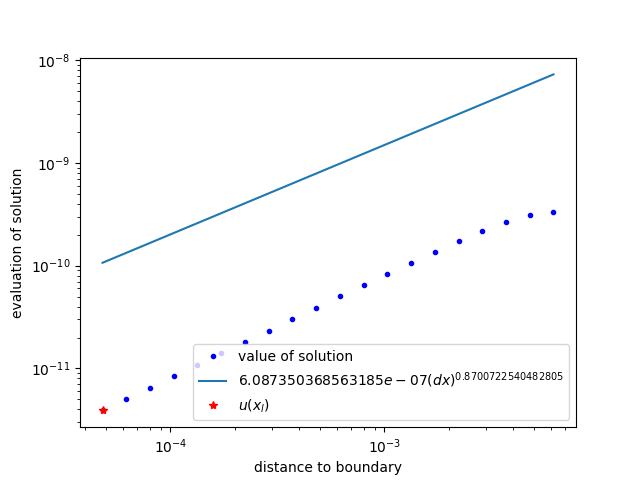 10^{-8}
10^{-9}
10^{-10}
10^{-11}
evaluation of solution
value of solution
6.087350368563185e − 07(dx)^{0.8700722540482805}
u(x_l)
10^{-4}
10^{-3}
distance to boundary